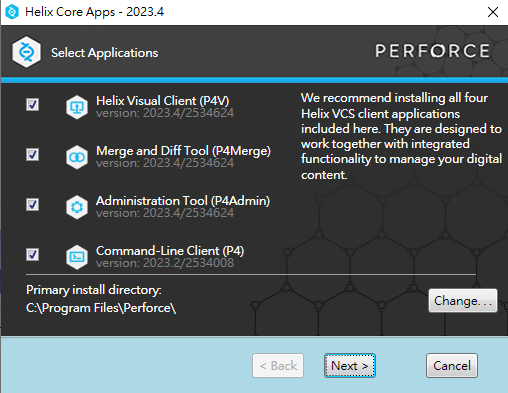 Helix Core Apps - 2023.4
Select Applications
PERFORCE
Helix Visual Client (P4V)
version: 2023.4/2534624
Merge and Diff Tool (P4Merge)
version: 2023.4/2534624
Administration Tool (P4Admin)
version: 2023.4/2534624
Command-Line Client (P4)
version: 2023.2/2534008
We recommend installing all four
Helix VCS client applications
included here. They are designed to
work together with integrated
functionality to manage your digital
content.
Primary install directory:
C:\Program Files\Perforce\
Change...
< Back
Next >
Cancel